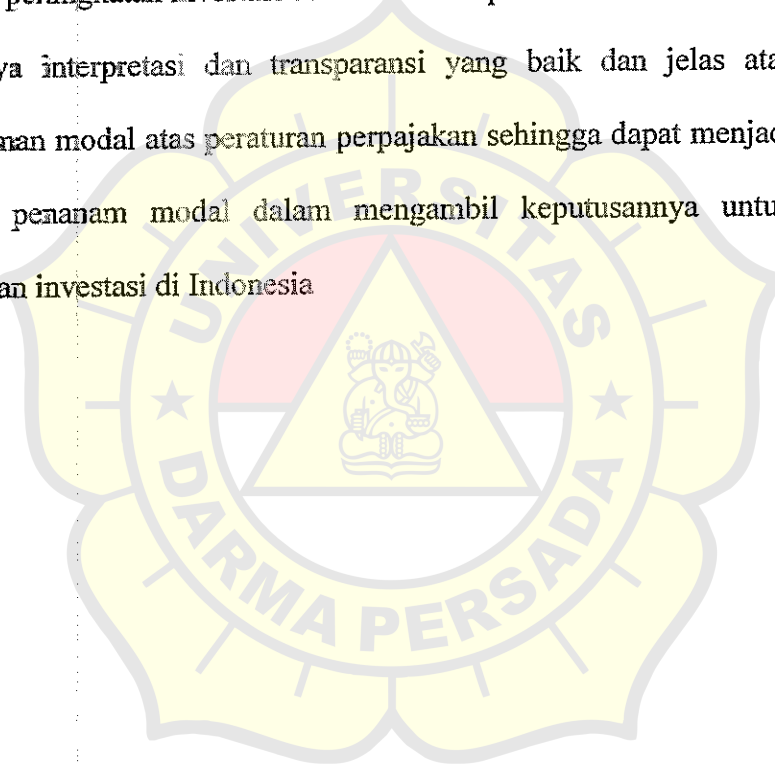 ya interpretasi dan transparansi yang baik dan jelas ata
nan modal atas peraturan perpajakan sehingga dapat menjad
penanam modal dalam mengambil keputusannya untu
an investasi di Indonesia
UNIVERSITAS
DARMA PERSADA